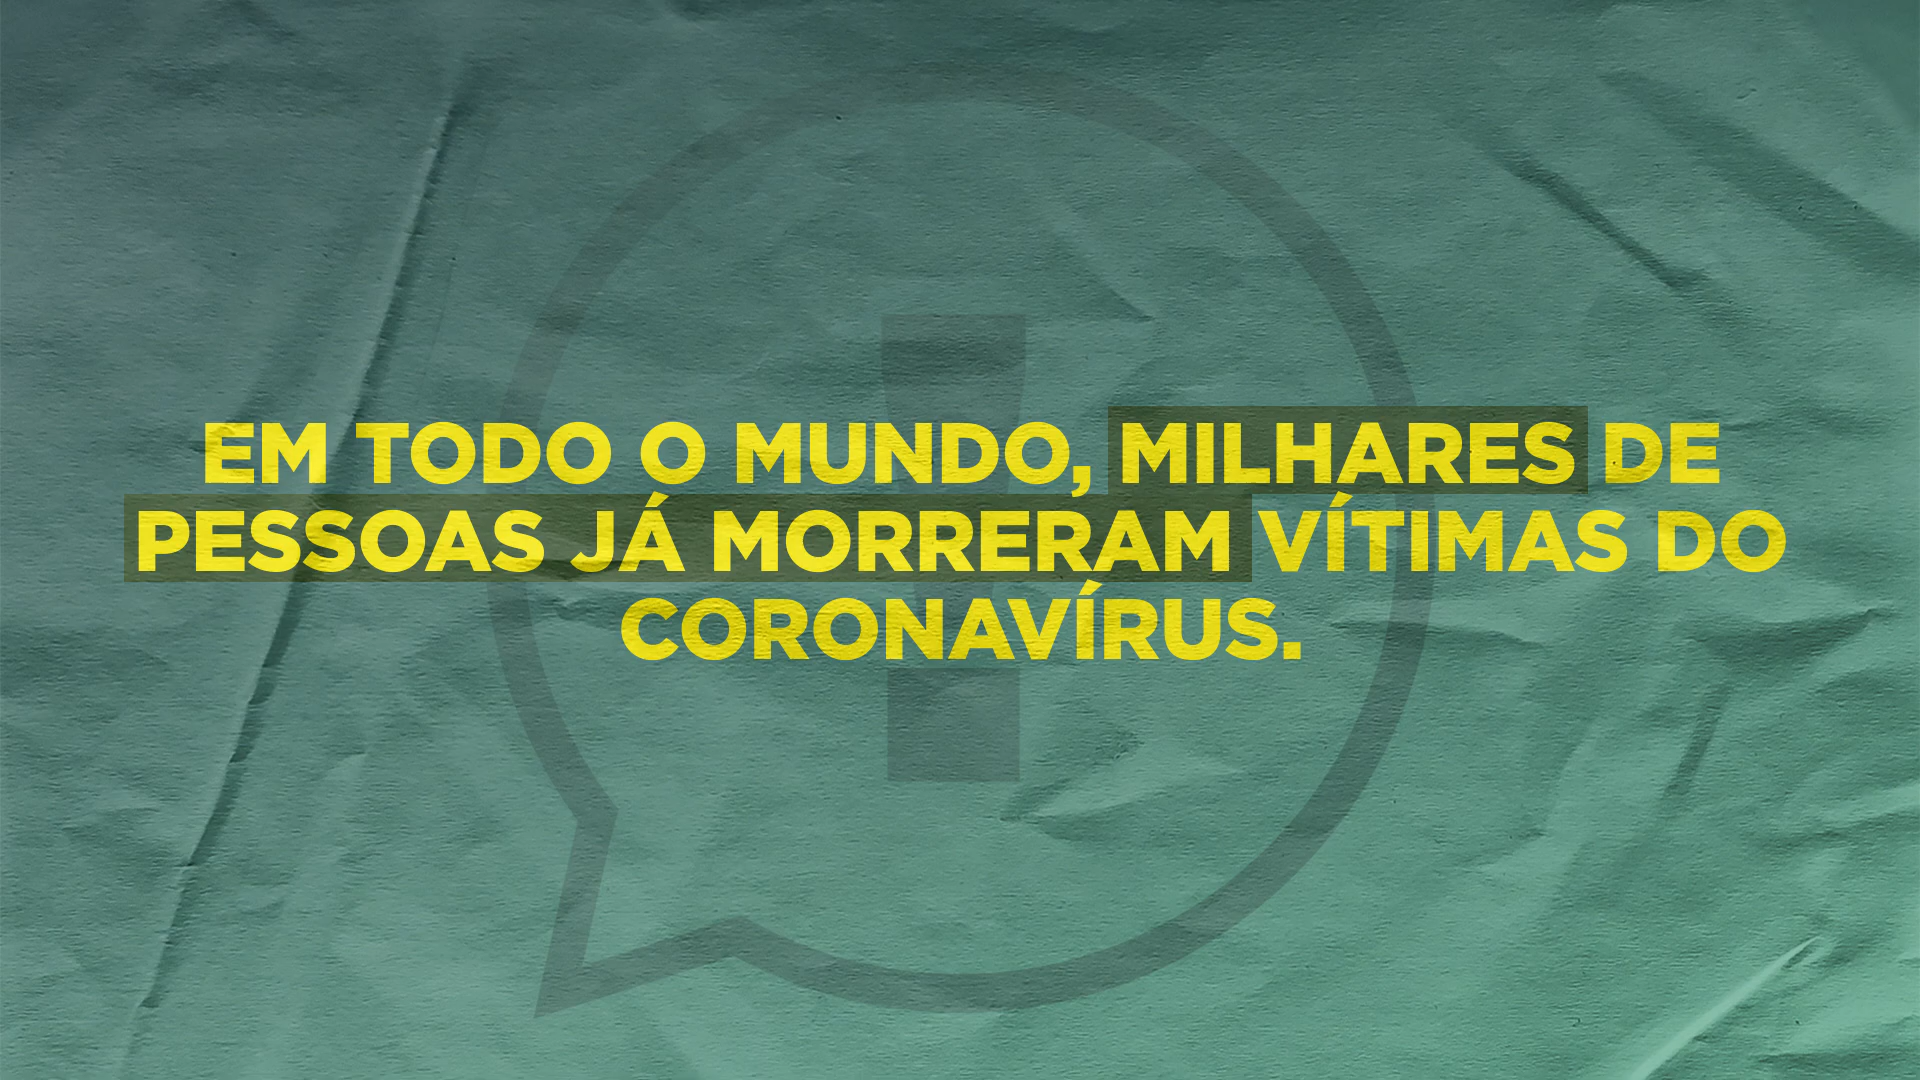 EM TODO O MUNDO, MILHARES DE
PESSOAS JÁ MORRERAM VÍTIMAS DO
CORONAVÍRUS.